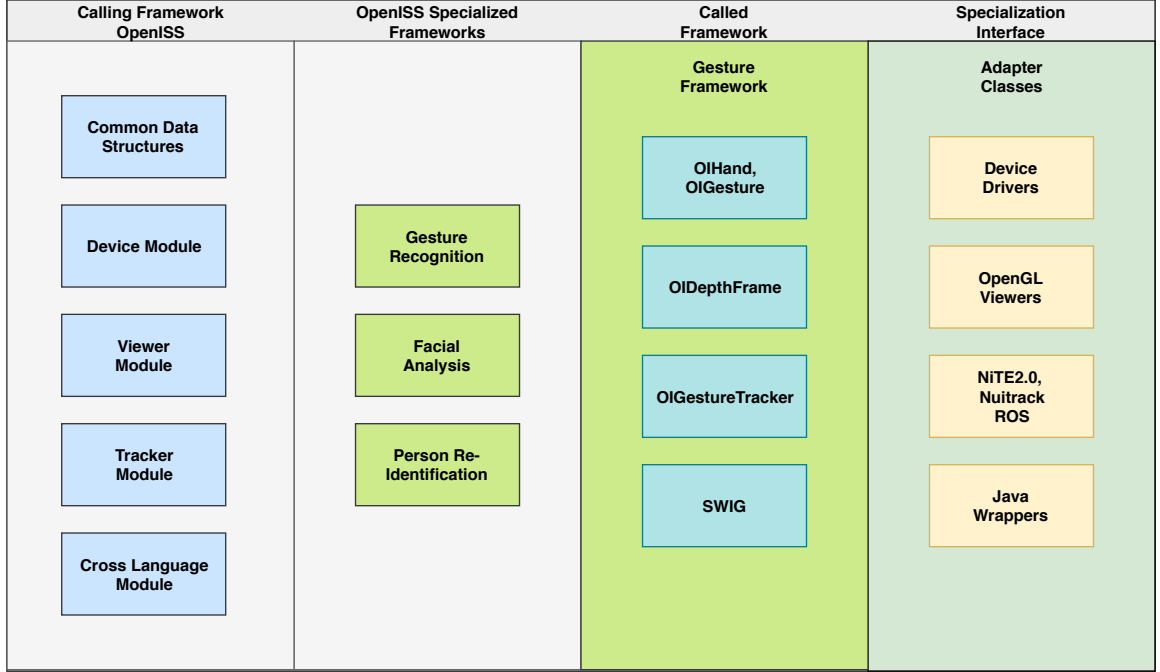 Calling Framework
OpenISS
OpenISS Specialized
Frameworks
Called
Framework
Specialization
Interface
Common Data
Structures
Device Module
Viewer
Module
Tracker
Module
Cross Language
Module
Gesture
Recognition
Facial
Analysis
Person Re-
Identification
Gesture
Framework
OIHand,
OIGesture
OIDepthFrame
OIGestureTracker
SWIG
Adapter
Classes
Device
Drivers
OpenGL
Viewers
NiTE2.0,
Nuitrack
ROS
Java
Wrappers